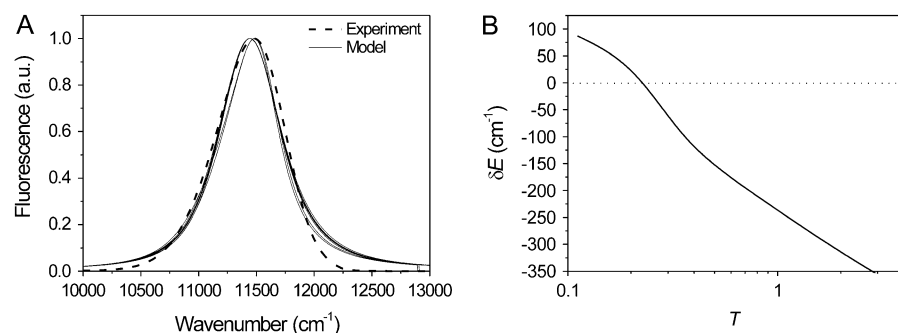 A
Experiment
Model
1.0
0.8
0.6
0.4
0.2
0.0
Fluorescence (a.u.)
10000 10500 11000 11500 12000 12500 13000
Wavenumber (cm-1)
B
100
50
0
-50
-100
-150
-200
-250
-300
-350
δE (cm-1)
0.1 1
T